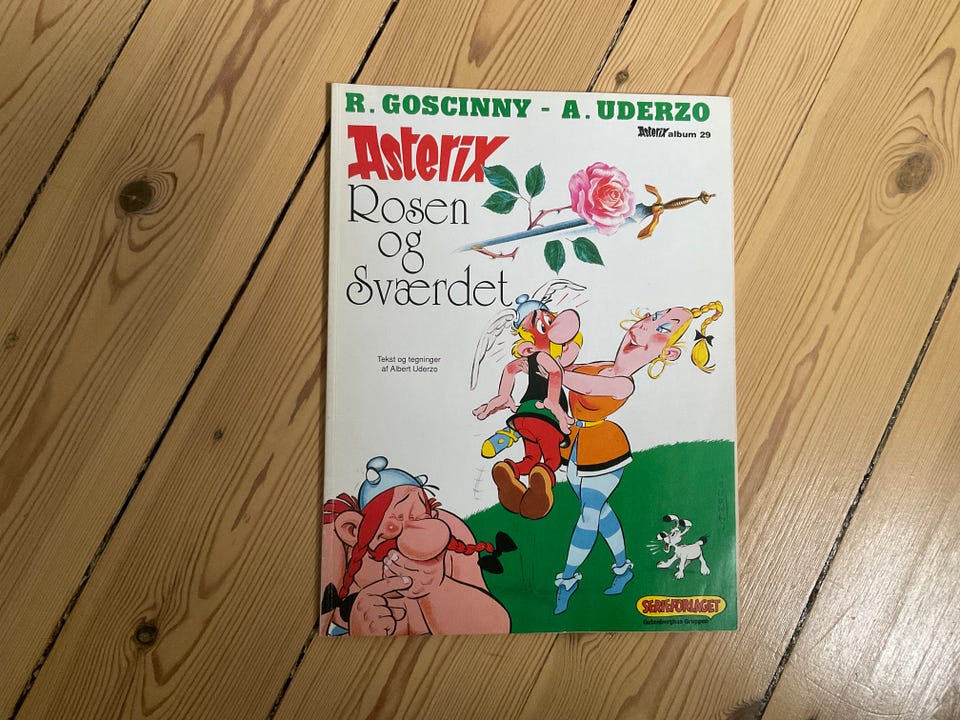 R. GOSCINNY - A. UDERZO
Asterix album 29
Asterix
Rosen
og
Sværdet
Tekst og tegninger
af Albert Uderzo
SERIEFORLAGET
Gutenberghus Gruppen